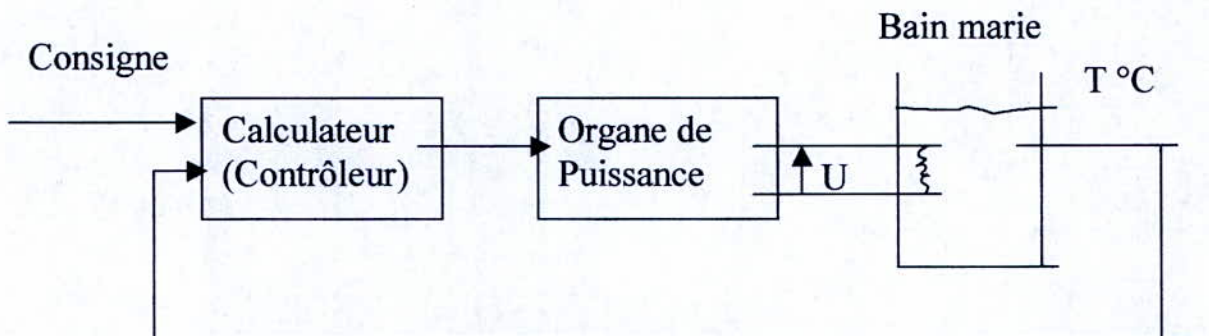 Bain marie
Consigne
T °C
Calculateur
(Contrôleur)
Organe de
Puissance
U